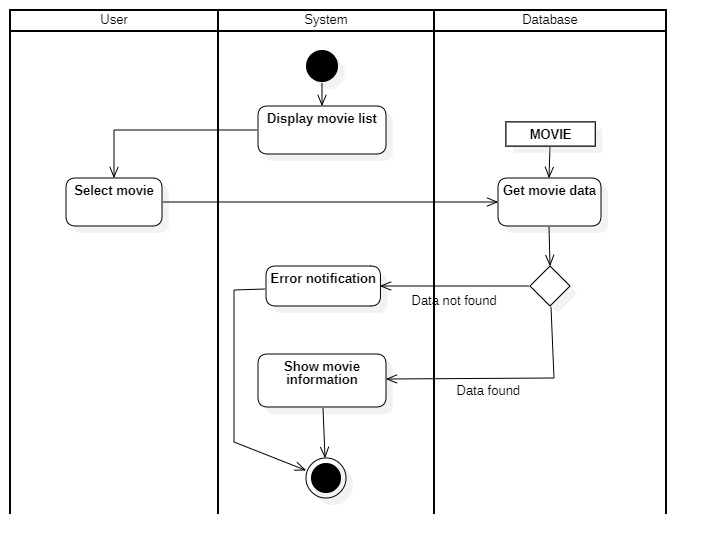 User
System
Database
Display movie list
MOVIE
Select movie
Get movie data
Error notification
Data not found
Show movie
information
Data found